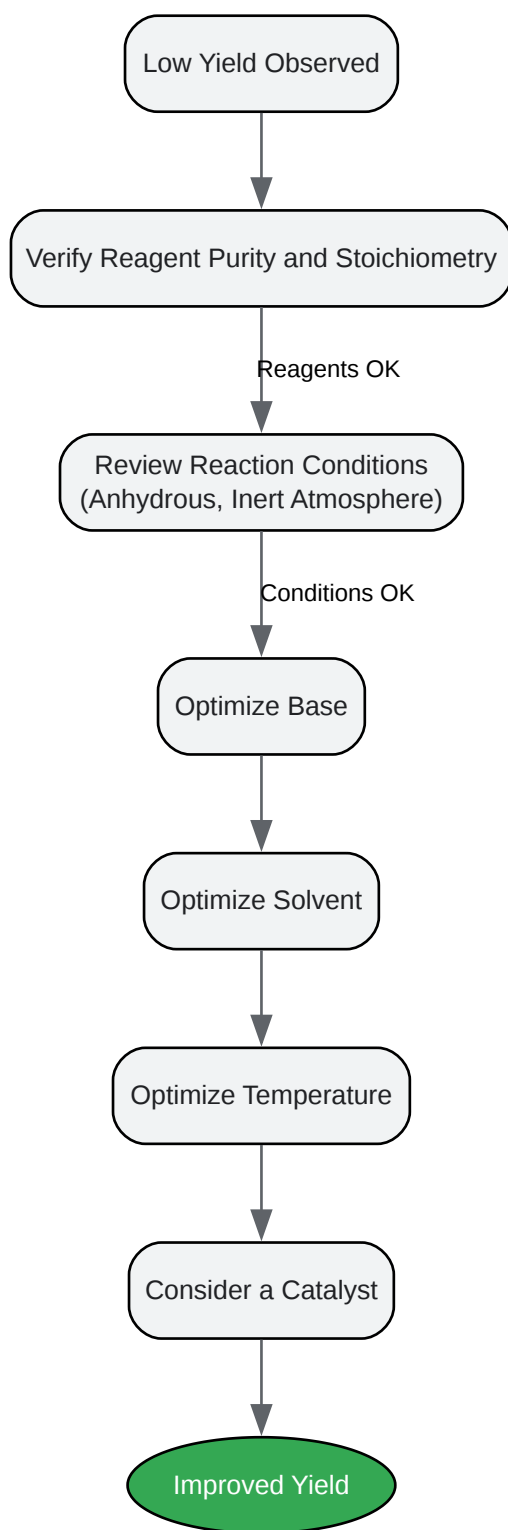 Low Yield Observed
Verify Reagent Purity and Stoichiometry
Reagents OK
Review Reaction Conditions
(Anhydrous, Inert Atmosphere)
Conditions OK
Optimize Base
Optimize Solvent
Optimize Temperature
Consider a Catalyst
Improved Yield